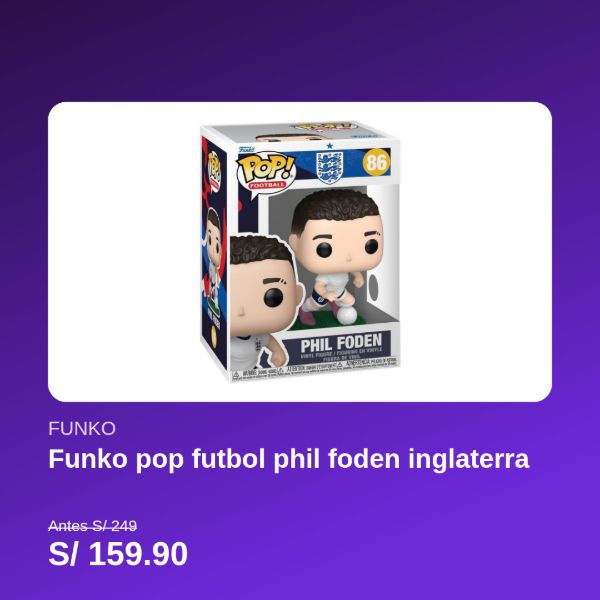 Funko
POP!
FOOTBALL
86
PHIL FODEN
VINYL FIGURE / FIGURINE EN VINYLE
FIGURA DE VINIL
FUNKO
Funko pop futbol phil foden inglaterra
Antes S/ 249
S/ 159.90